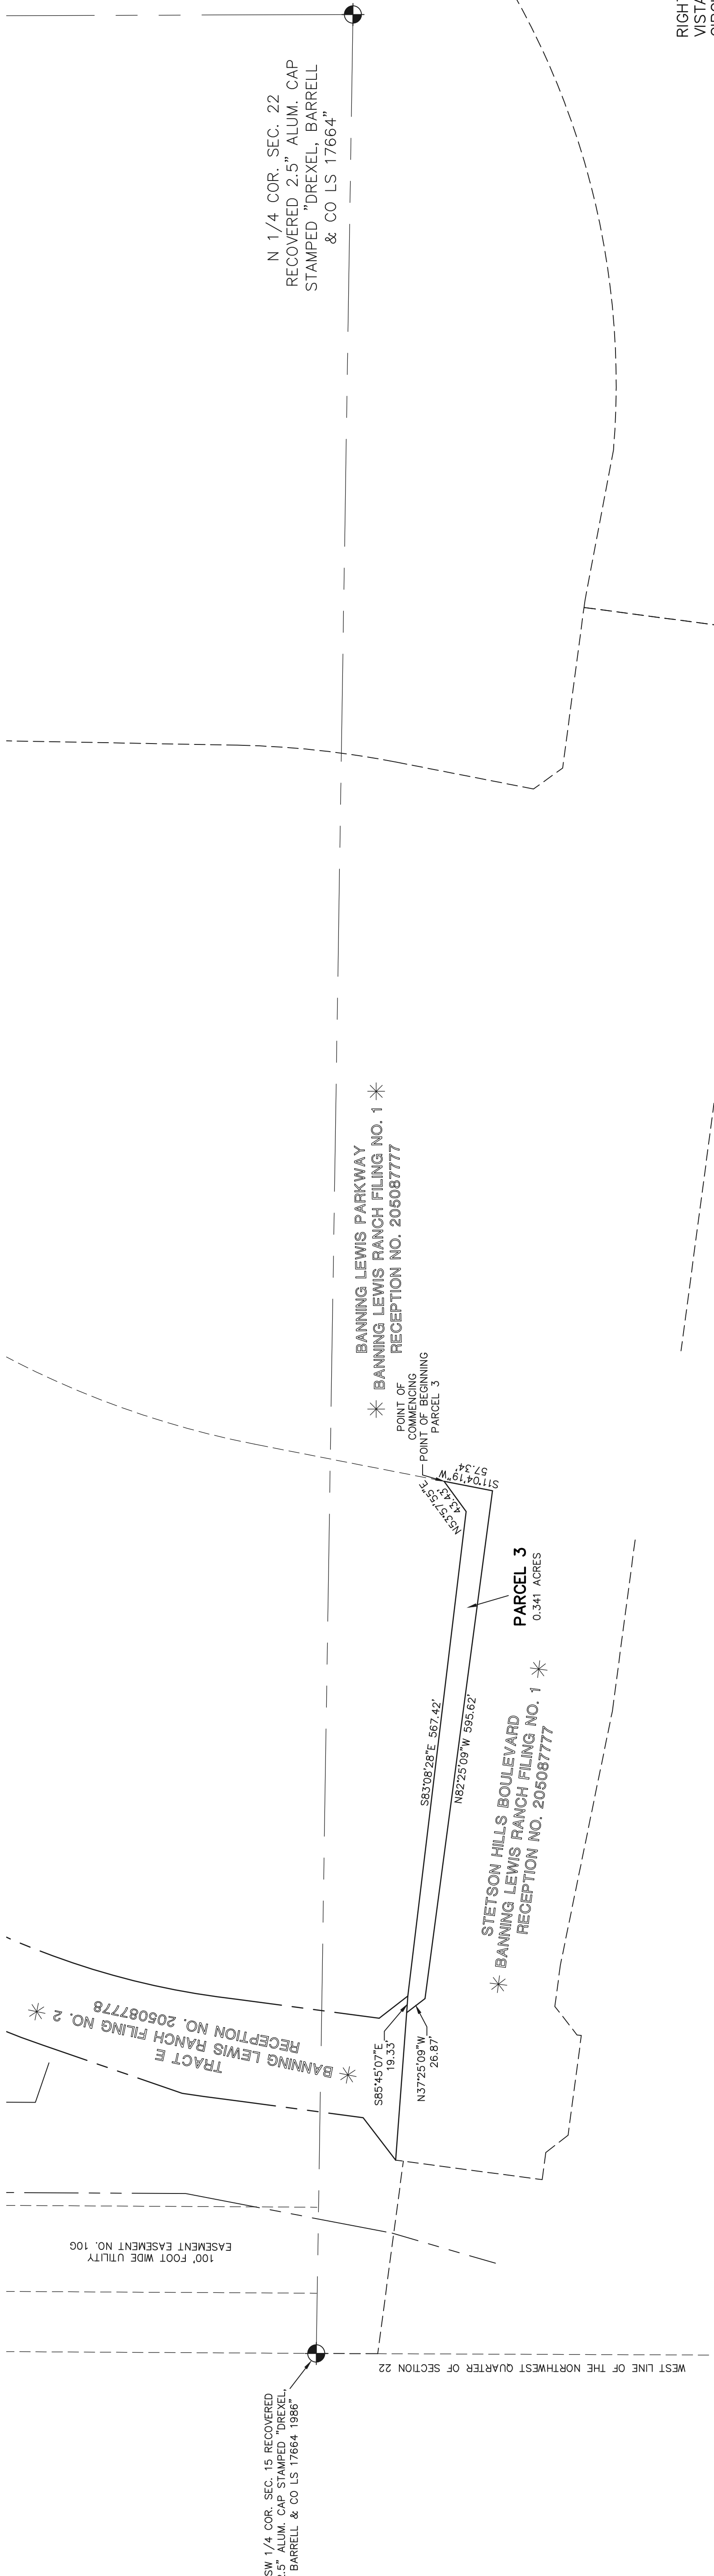 RIGHT
VISTA
N 1/4 COR. SEC. 22
RECOVERED 2.5" ALUM. CAP
STAMPED "DREXEL, BARRELL
& CO LS 17664"
BANNING LEWIS PARKWAY
* BANNING LEWIS RANCH FILING NO. 1 *
RECEPTION NO. 205087777
POINT OF
COMMENCING
POINT OF BEGINNING
PARCEL 3
N53°57'55"E
43.43'
S11°04'19"W
57.34'
PARCEL 3
0.341 ACRES
S83°08'28"E 567.42'
N82°25'09"W 595.62'
STETSON HILLS BOULEVARD
* BANNING LEWIS RANCH FILING NO. 1 *
RECEPTION NO. 205087777
TRACT E
* BANNING LEWIS RANCH FILING NO. 2 *
RECEPTION NO. 205087778
S85°45'07"E
19.33'
N37°25'09"W
26.87'
100' FOOT WIDE UTILITY
EASEMENT EASEMENT NO. 10G
WEST LINE OF THE NORTHWEST QUARTER OF SECTION 22
SW 1/4 COR. SEC. 15 RECOVERED
.5" ALUM. CAP STAMPED "DREXEL,
BARRELL & CO LS 17664 1986"